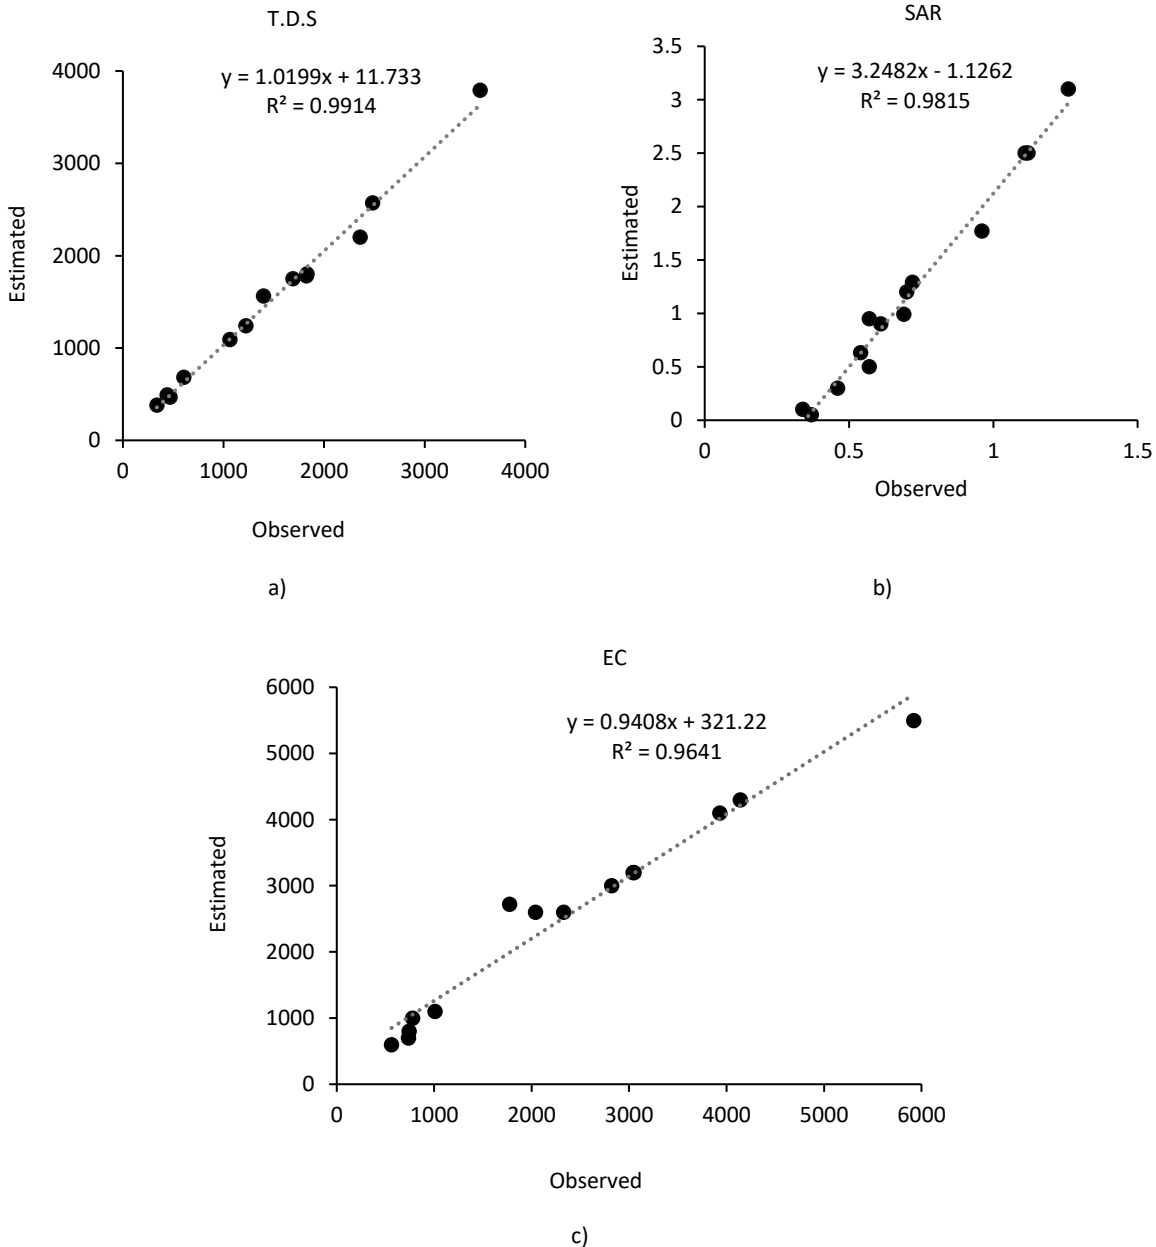 T.D.S
y = 1.0199x + 11.733
R² = 0.9914
4000
3000
2000
1000
0
Estimated
0 1000 2000 3000 4000
Observed
a)
SAR
y = 3.2482x - 1.1262
R² = 0.9815
3.5
3
2.5
2
1.5
1
0.5
0
Estimated
0 0.5 1 1.5
Observed
b)
EC
y = 0.9408x + 321.22
R² = 0.9641
6000
5000
4000
3000
2000
1000
0
Estimated
0 1000 2000 3000 4000 5000 6000
Observed
c)